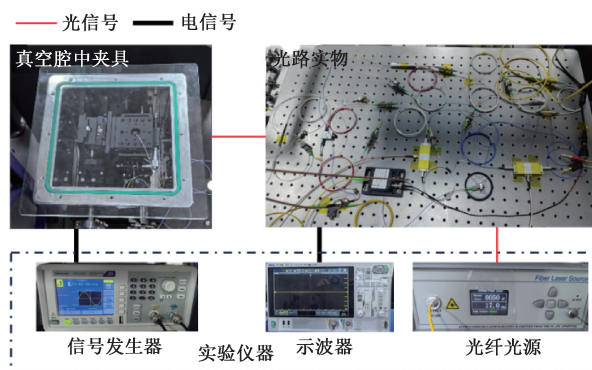 光信号 电信号
真空腔中夹具 光路实物
Fiber Laser Source
信号发生器 实验仪器 示波器 光纤光源